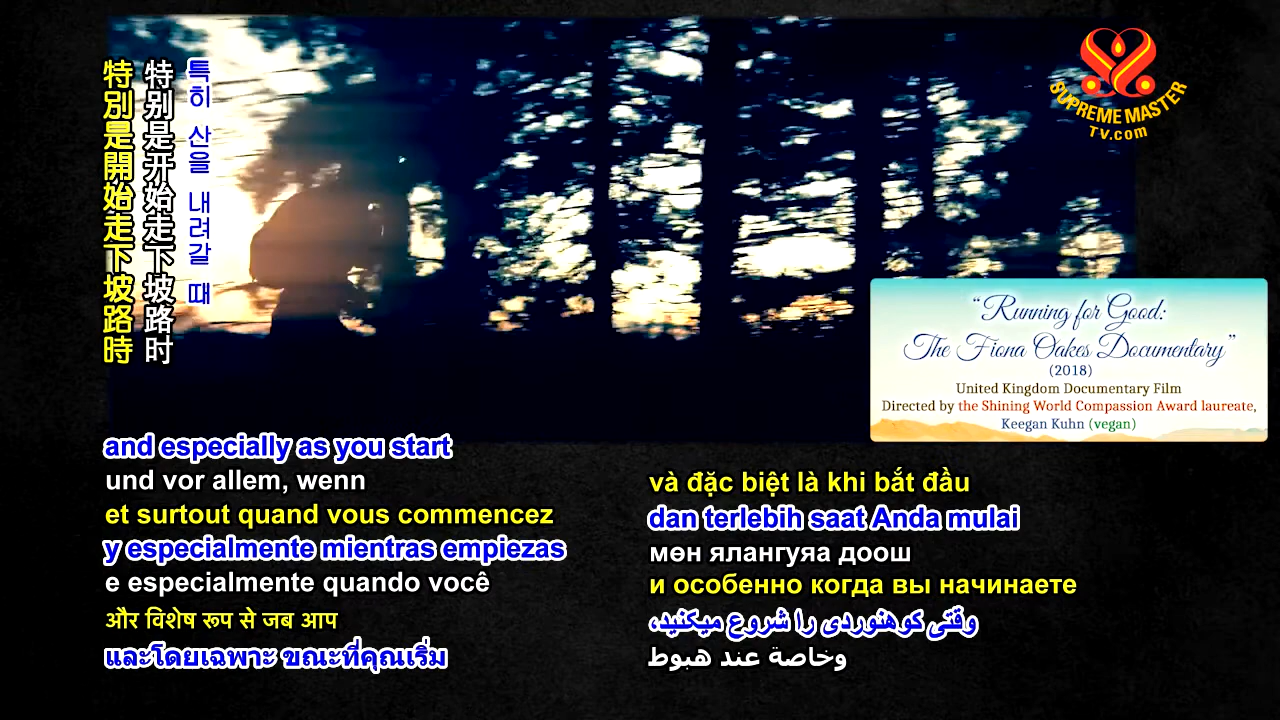 特別是開始走下坡路時
特别是开始走下坡路时
특히 산을 내려갈 때
SUPREME MASTER
TV.com
“Running for Good:
The Fiona Oakes Documentary”
(2018)
United Kingdom Documentary Film
Directed by the Shining World Compassion Award laureate,
Keegan Kuhn (vegan)
and especially as you start
und vor allem, wenn
et surtout quand vous commencez
y especialmente mientras empiezas
e especialmente quando você
और विशेष रूप से जब आप
และโดยเฉพาะ ขณะที่คุณเริ่ม
và đặc biệt là khi bắt đầu
dan terlebih saat Anda mulai
мөн ялангуяа доош
и особенно когда вы начинаете
وقتی کوهنوردی را شروع میکنید،
وخاصة عند هبوط